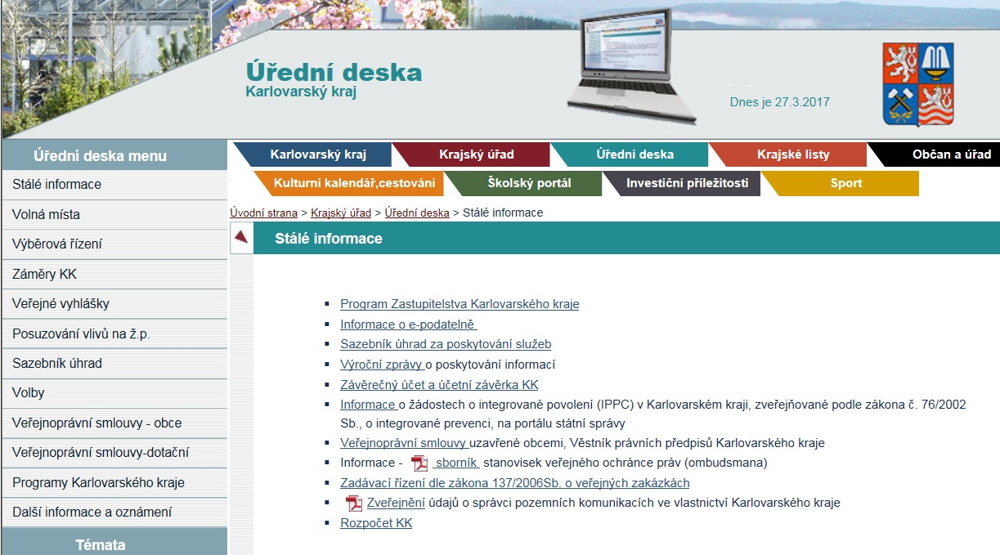 Úřední deska
Karlovarský kraj
Dnes je 27.3.2017
Úřední deska menu
Stálé informace
Volná místa
Výběrová řízení
Záměry KK
Veřejné vyhlášky
Posuzování vlivů na ž.p.
Sazebník úhrad
Volby
Veřejnoprávní smlouvy - obce
Veřejnoprávní smlouvy-dotační
Programy Karlovarského kraje
Další informace a oznámení
Témata
Karlovarský kraj Krajský úřad Úřední deska Krajské listy Občan a úřad
Kulturní kalendář,cestování Školský portál Investiční příležitosti Sport
Úvodní strana > Krajský úřad > Úřední deska > Stálé informace
Stálé informace
Program Zastupitelstva Karlovarského kraje
Informace o e-podatelně
Sazebník úhrad za poskytování služeb
Výroční zprávy o poskytování informací
Závěrečný účet a účetní závěrka KK
Informace o žádostech o integrované povolení (IPPC) v Karlovarském kraji, zveřejňované podle zákona č. 76/2002
Sb., o integrované prevenci, na portálu státní správy
Veřejnoprávní smlouvy uzavřené obcemi, Věstník právních předpisů Karlovarského kraje
Informace - sborník stanovisek veřejného ochránce práv (ombudsmana)
Zadávací řízení dle zákona 137/2006Sb. o veřejných zakázkách
Zveřejnění údajů o správci pozemních komunikacích ve vlastnictví Karlovarského kraje
Rozpočet KK